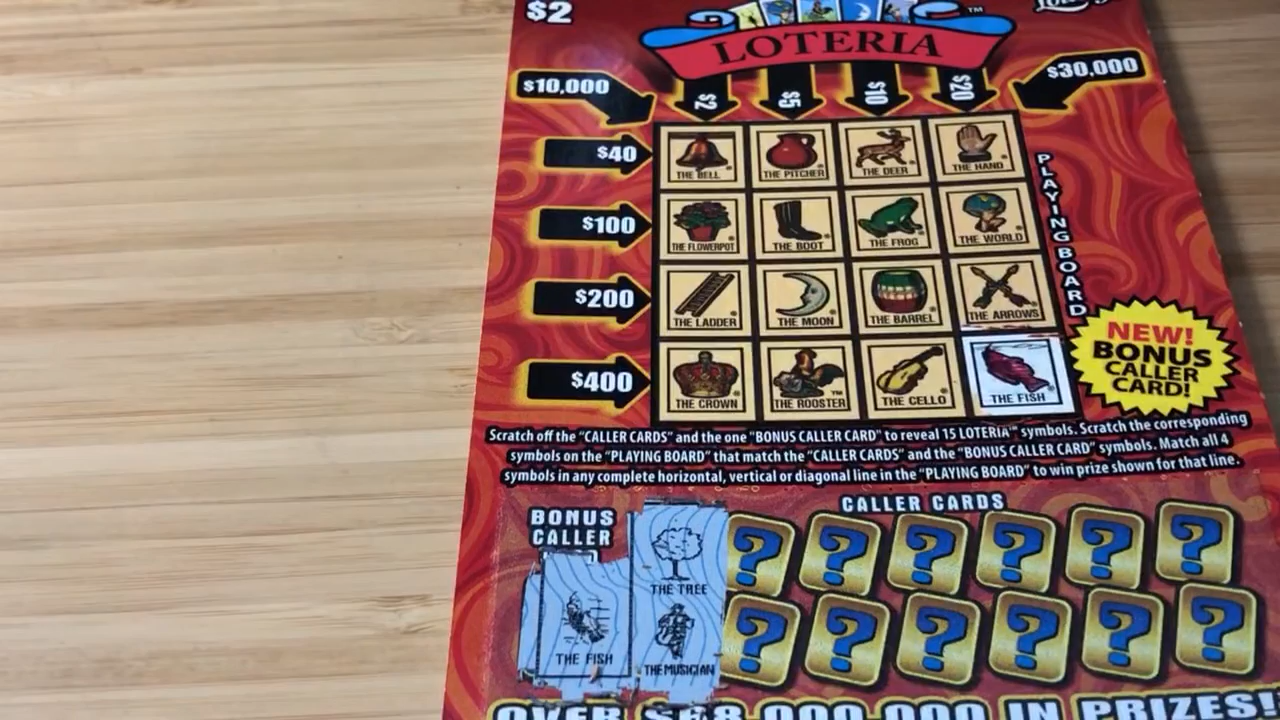 $2
LOTERIA™
$10,000
$2
$5
$10
$20
$30,000
$40
THE BELL
THE PITCHER
THE DEER
THE HAND
$100
THE FLOWERPOT
THE BOOT
THE FROG
THE WORLD
$200
THE LADDER
THE MOON
THE BARREL
THE ARROWS
$400
THE CROWN
THE ROOSTER
THE CELLO
THE FISH
PLAYING BOARD
NEW!
BONUS
CALLER
CARD!
Scratch off the "CALLER CARDS" and the one "BONUS CALLER CARD" to reveal 15 LOTERIA™ symbols. Scratch the corresponding
symbols on the "PLAYING BOARD" that match the "CALLER CARDS" and the "BONUS CALLER CARD" symbols. Match all 4
symbols in any complete horizontal, vertical or diagonal line in the "PLAYING BOARD" to win prize shown for that line.
CALLER CARDS
BONUS
CALLER
THE TREE
? ? ? ? ? ?
THE FISH
THE MUSICIAN
? ? ? ? ? ?
OVER $68,000,000 IN PRIZES!